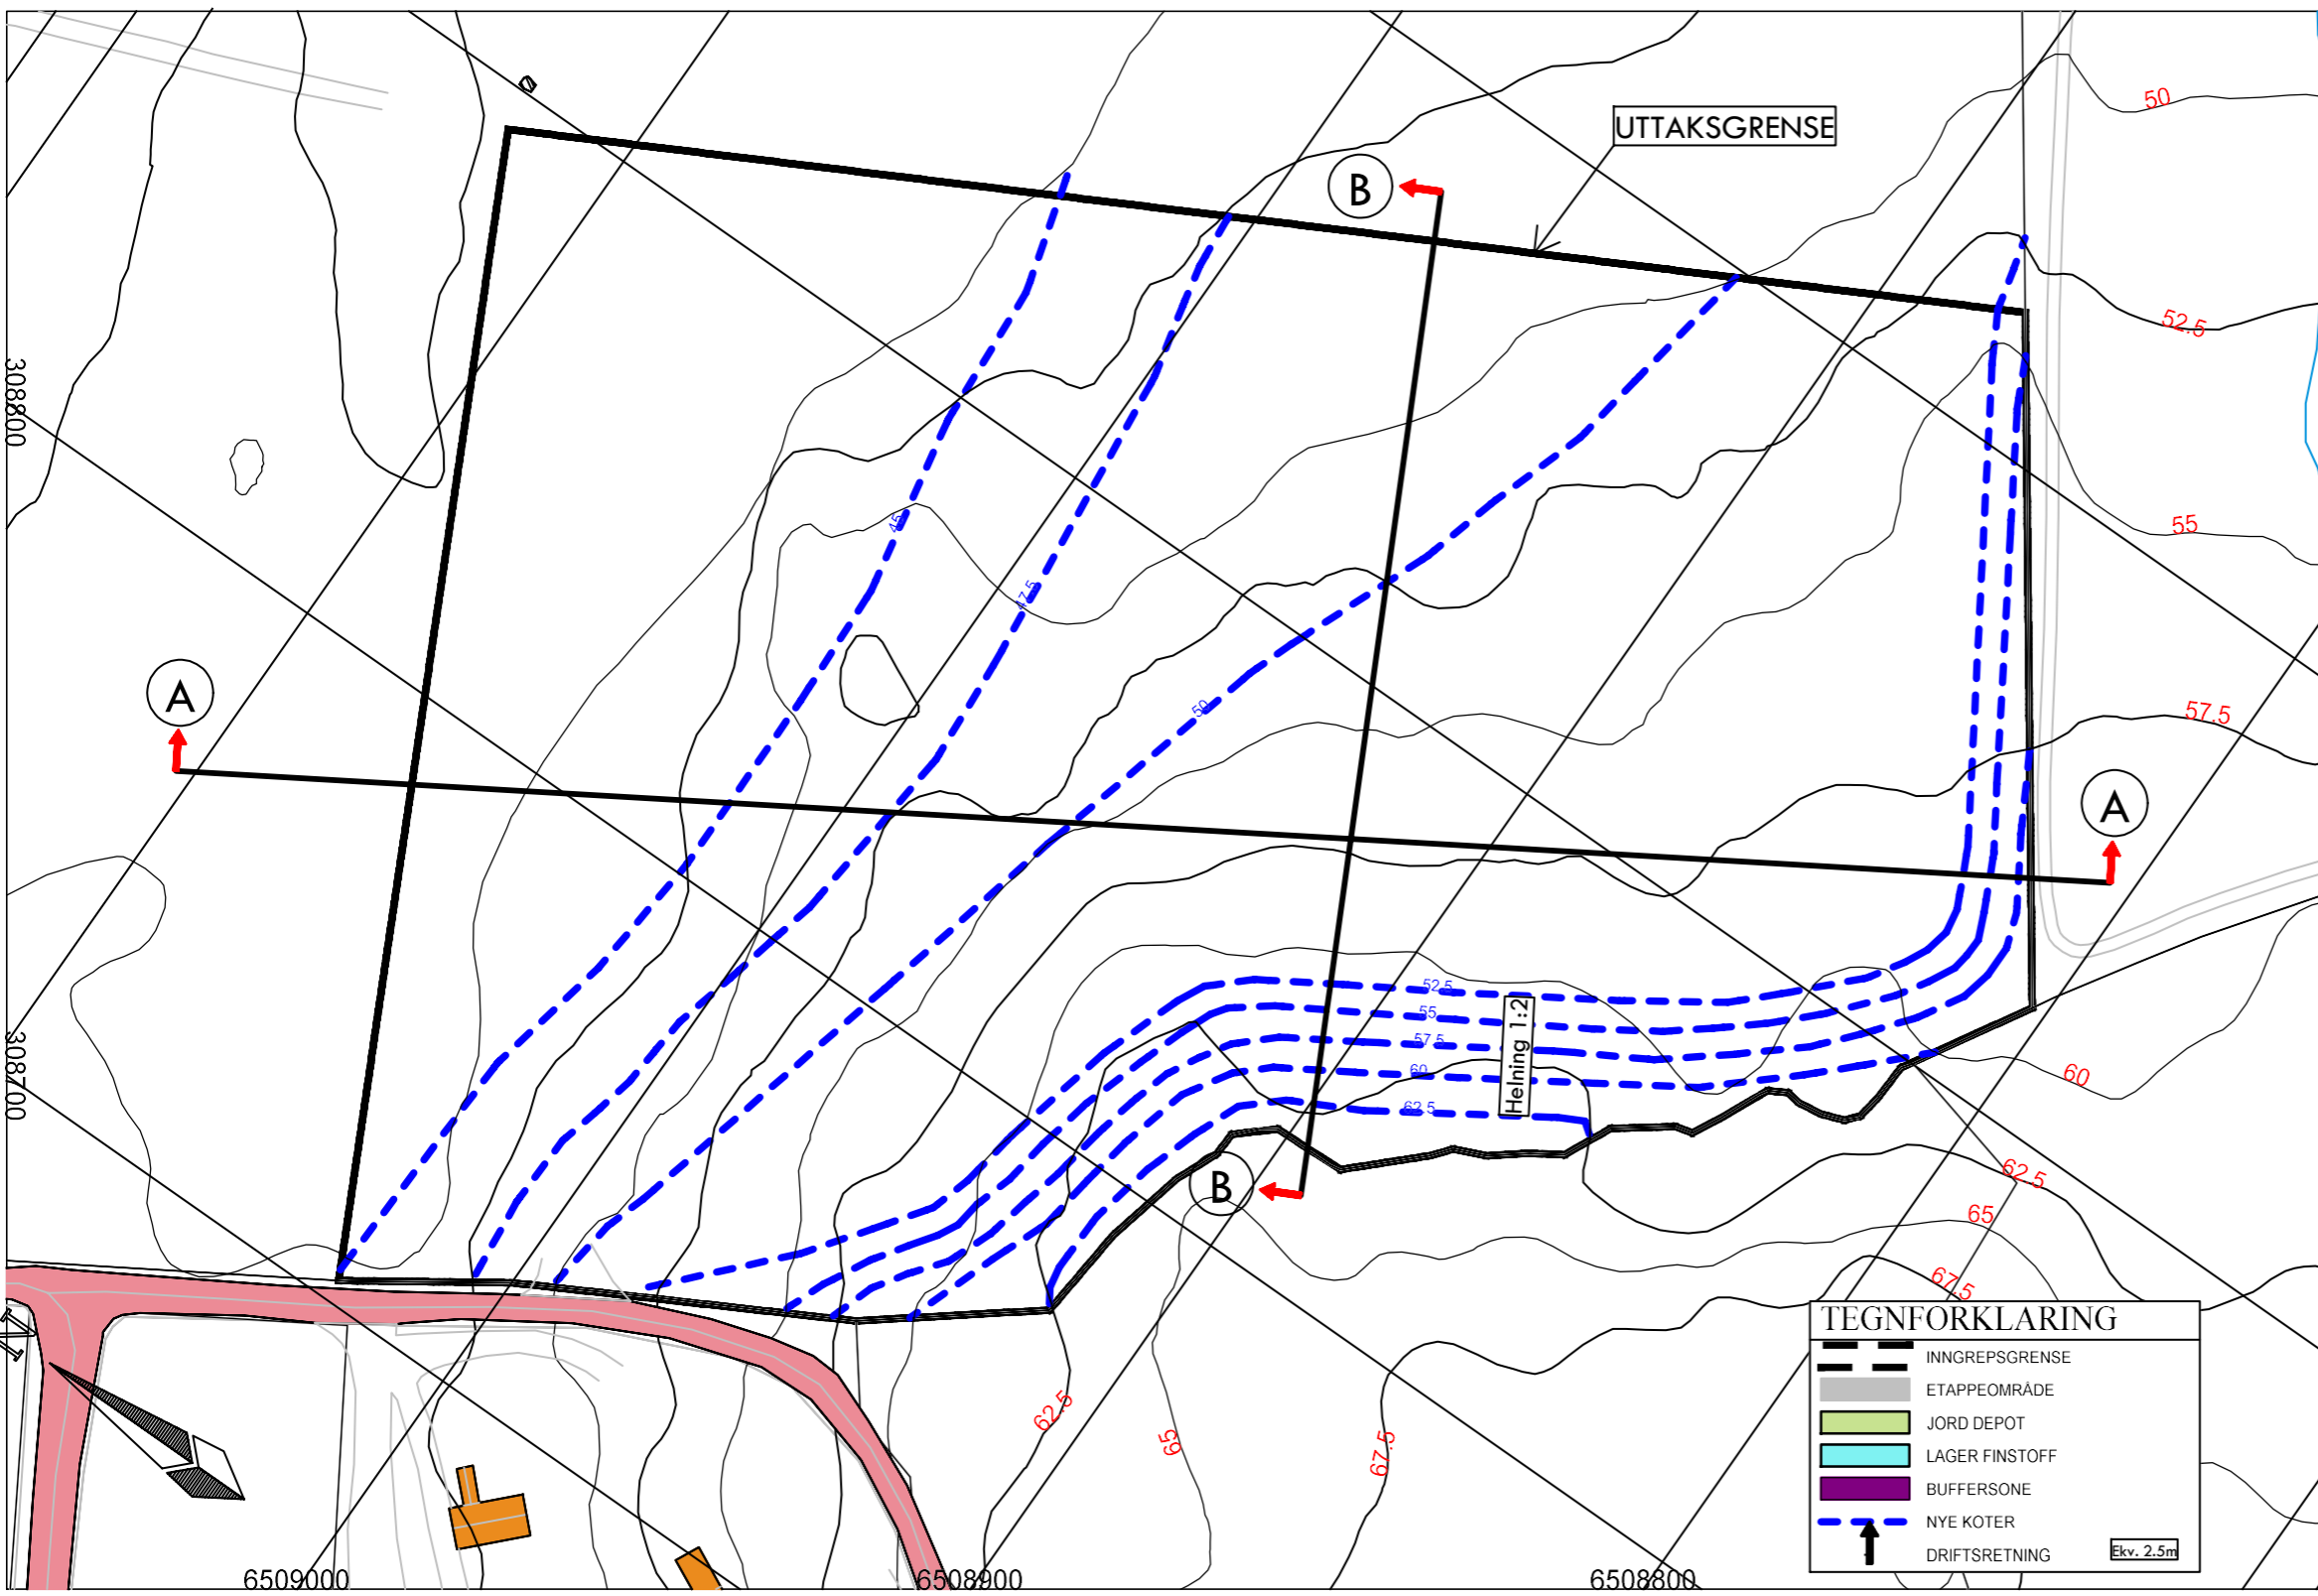 50
UTTAKSGRENSE
B
52.5
308800
45
55
47.5
A
50
57.5
A
52.5
55
57.5
60
62.5
Helning 1:2
308700
60
B
62.5
65
67.5
N
62.5
65
67.5
TEGNFORKLARING
INNGREPSGRENSE
ETAPPEOMRÅDE
JORD DEPOT
LAGER FINSTOFF
BUFFERSONE
NYE KOTER
DRIFTSRETNING
Ekv. 2.5m
6509000
6508900
6508800